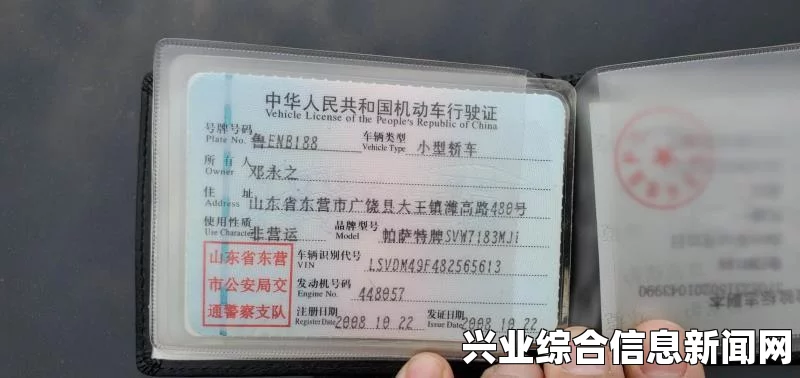 中华人民共和国机动车行驶证
Vehicle License of the People's Republic of China
号牌号码 鲁ENB188 车辆类型 小型轿车
Plate No. Vehicle Type
所有人 邓永之
Owner
住址 山东省东营市广饶县大王镇潍高路480号
使用性质 非营运 品牌型号 帕萨特牌SVW7183MJi
Use Character Model
山东省东营
市公安局交
通警察支队
车辆识别代号 LSVDM49F482565613
VIN
发动机号码 448057
Engine No.
注册日期 2008 10 22 发证日期 2008 10 22
Register Date Issue Date
兴业综合信息新闻网